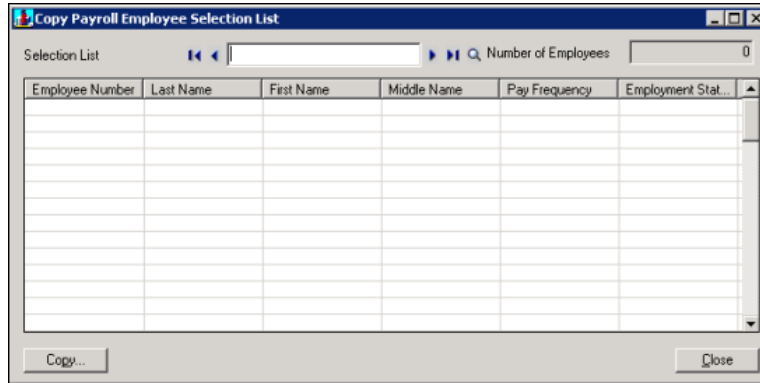 Copy Payroll Employee Selection List
Selection List Number of Employees 0
Employee Number Last Name First Name Middle Name Pay Frequency Employment Stat...
Copy... Close